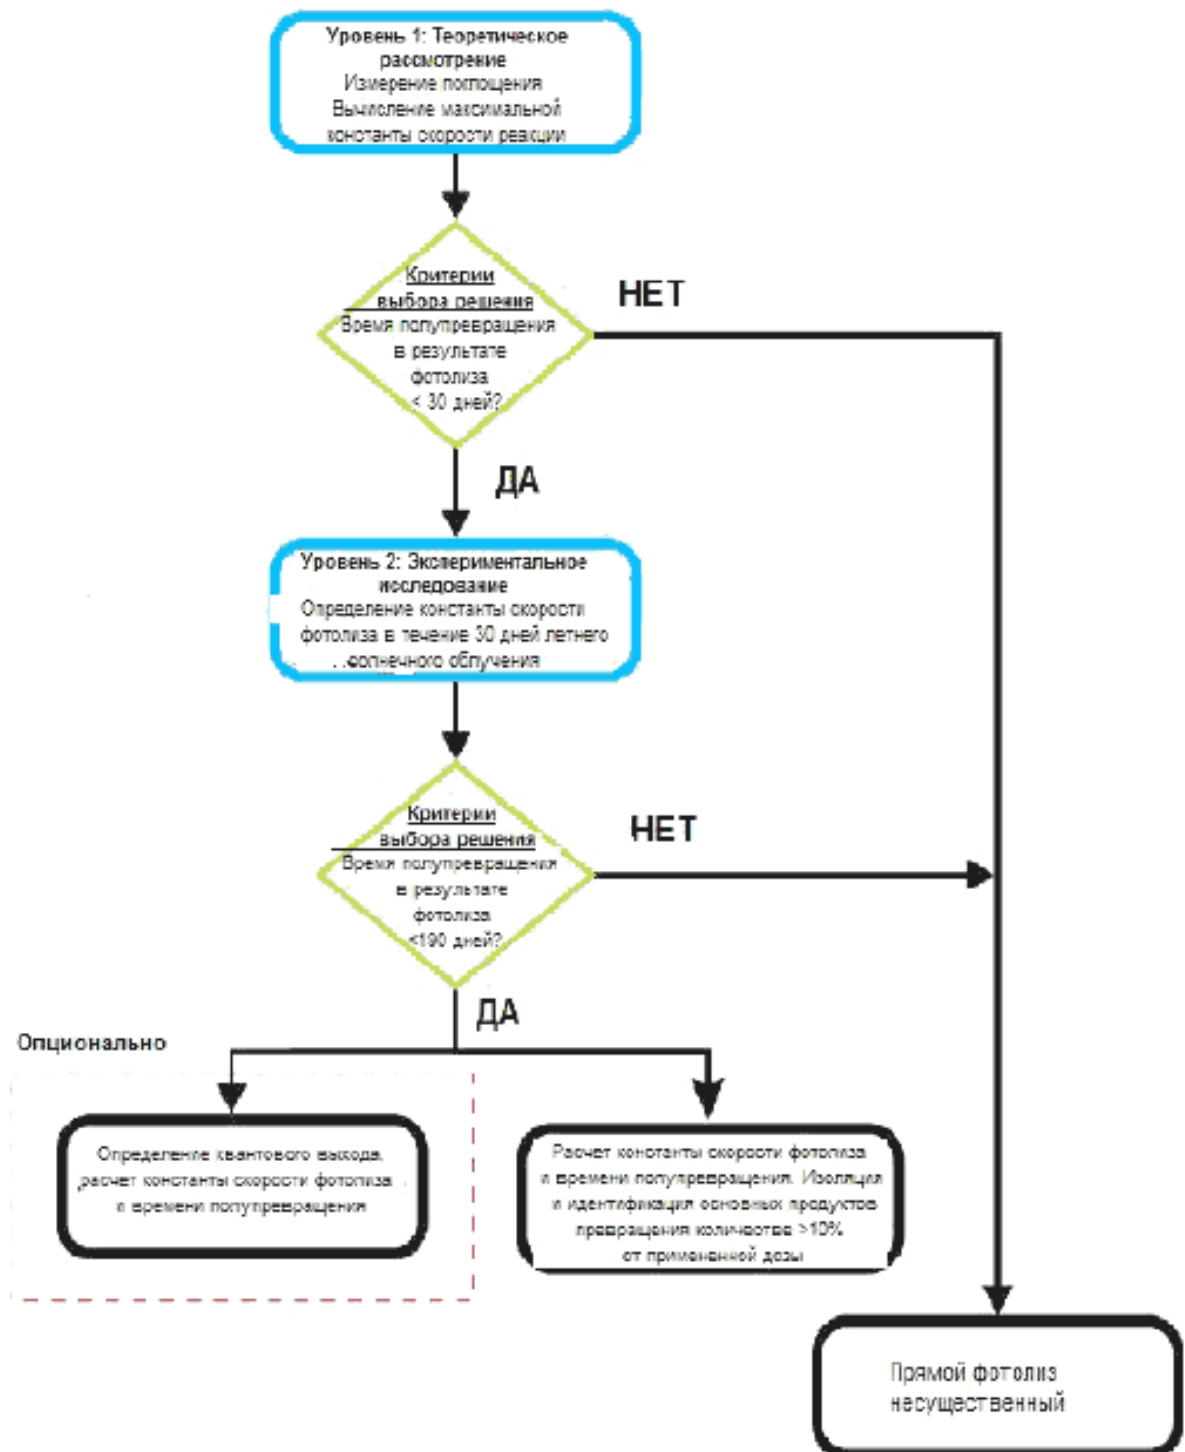 Уровень 1: Теоретическое
рассмотрение
Измерение поглощения
Вычисление максимальной
константы скорости реакции
Критерии
выбора решения
Время полупревращения
в результате
фотолиза
< 30 дней?
НЕТ
ДА
Уровень 2: Экспериментальное
исследование
Определение константы скорости
фотолиза в течение 30 дней летнего
солнечного облучения
Критерии
выбора решения
Время полупревращения
в результате
фотолиза
<190 дней?
НЕТ
ДА
Опционально
Определение квантового выхода,
расчет константы скорости фотолиза
и времени полупревращения
Расчет константы скорости фотолиза
и времени полупревращения. Изоляция
и идентификация основных продуктов
превращения количестве >10%
от примененной дозы
Прямой фотолиз
несущественный